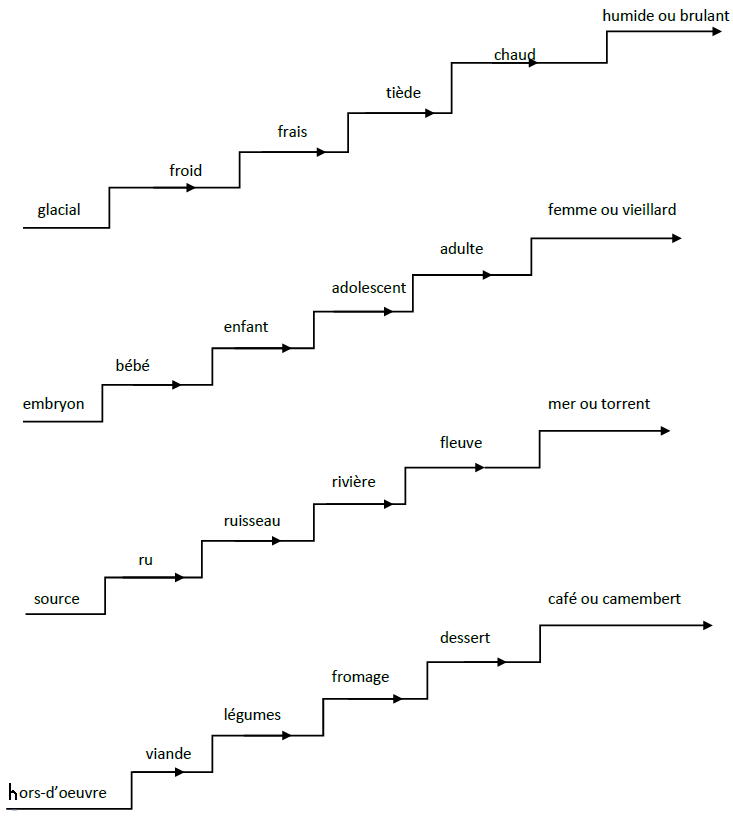 humide ou brulant
chaud
tiède
frais
froid
glacial
femme ou vieillard
adulte
adolescent
enfant
bébé
embryon
mer ou torrent
fleuve
rivière
ruisseau
ru
source
café ou camembert
dessert
fromage
légumes
viande
hors-d'oeuvre